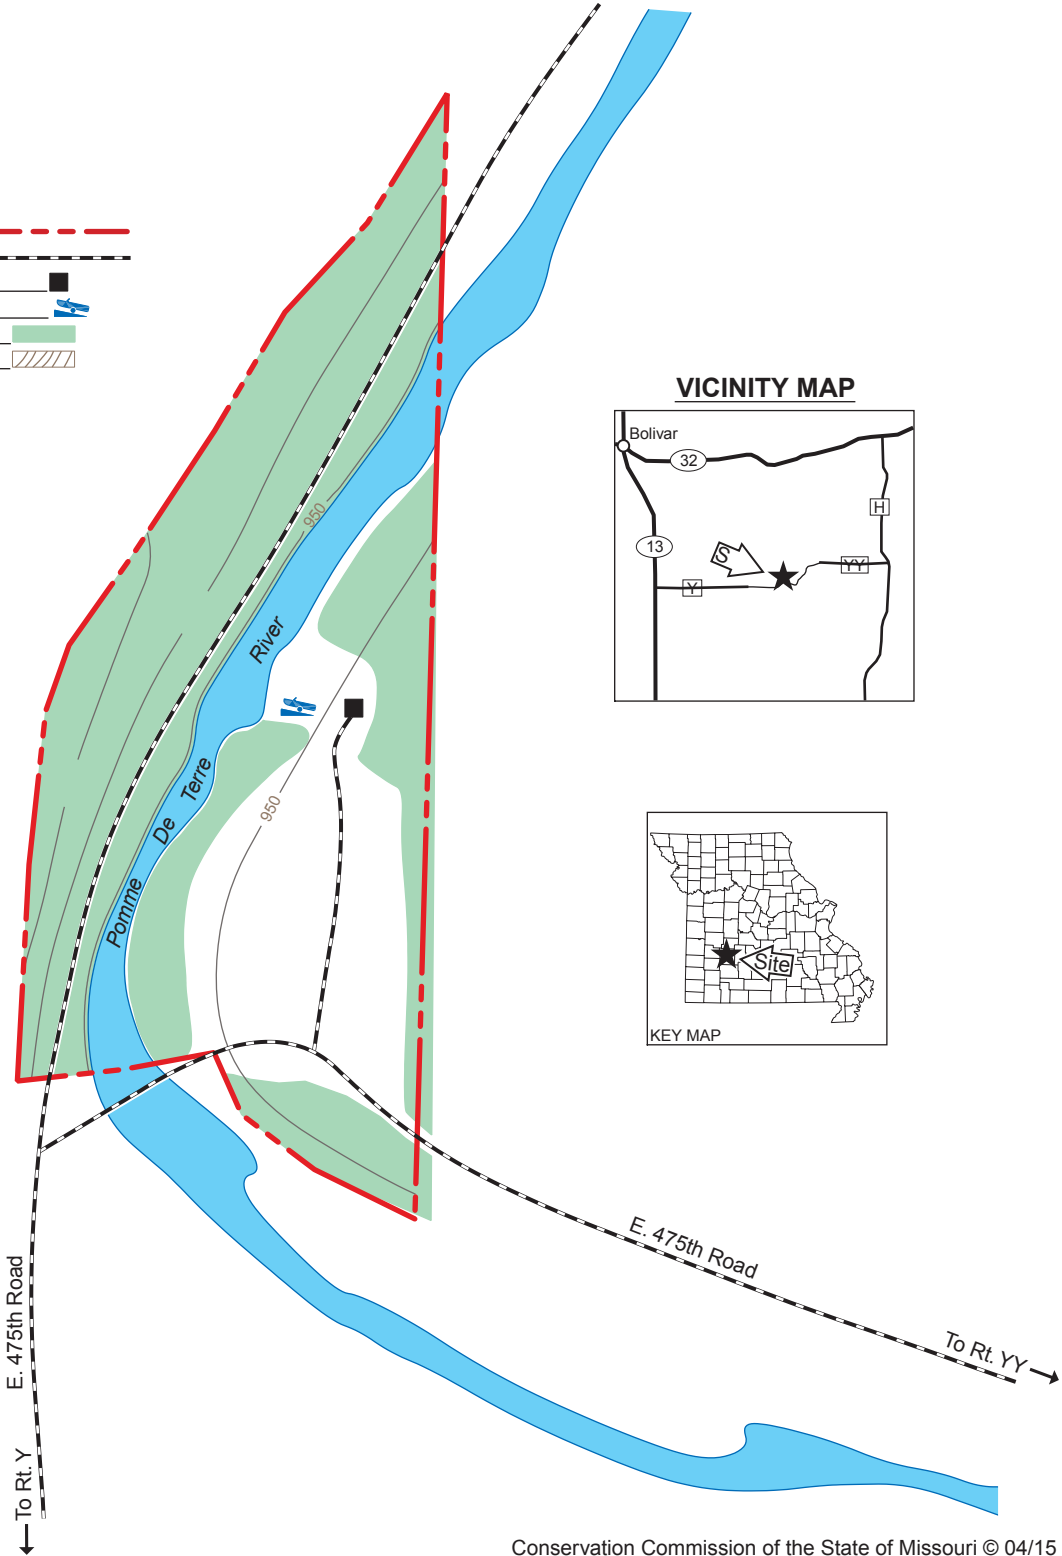 VICINITY MAP
Bolivar
32
H
13
S
YY
Y
950
River
De Terre
950
Pomme
Site
KEY MAP
E. 475th Road
E. 475th Road
To Rt. YY
To Rt. Y
Conservation Commission of the State of Missouri © 04/15